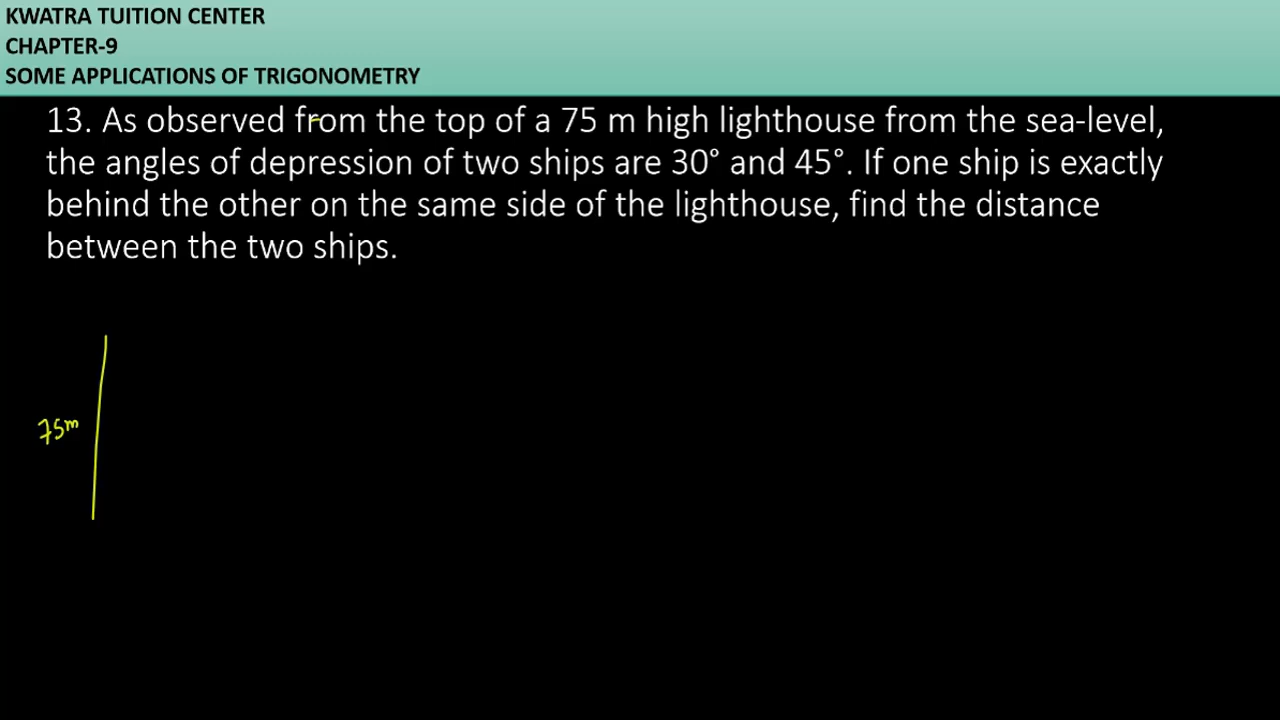 KWATRA TUITION CENTER
CHAPTER-9
SOME APPLICATIONS OF TRIGONOMETRY
13. As observed from the top of a 75 m high lighthouse from the sea-level,
the angles of depression of two ships are 30° and 45°. If one ship is exactly
behind the other on the same side of the lighthouse, find the distance
between the two ships.
75m